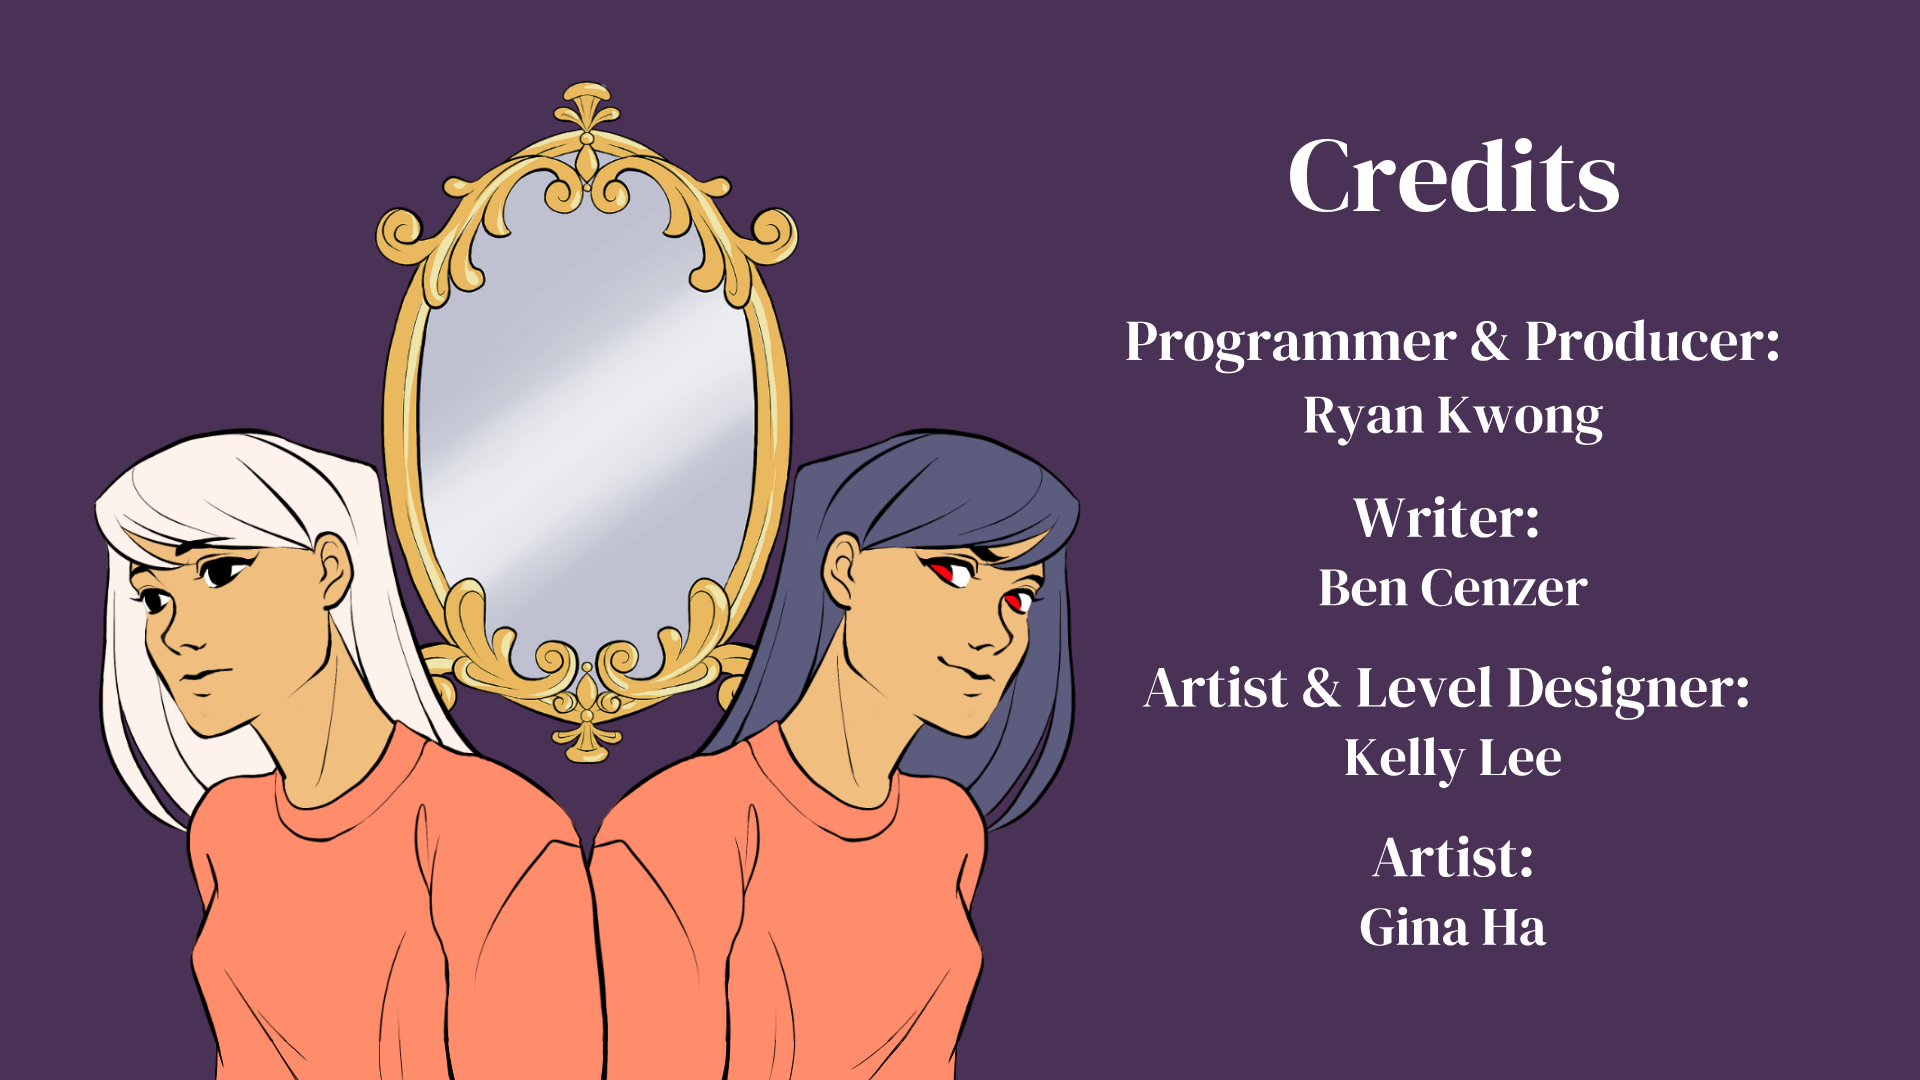 Credits
Programmer & Producer:
Ryan Kwong
Writer:
Ben Cenzer
Artist & Level Designer:
Kelly Lee
Artist:
Gina Ha